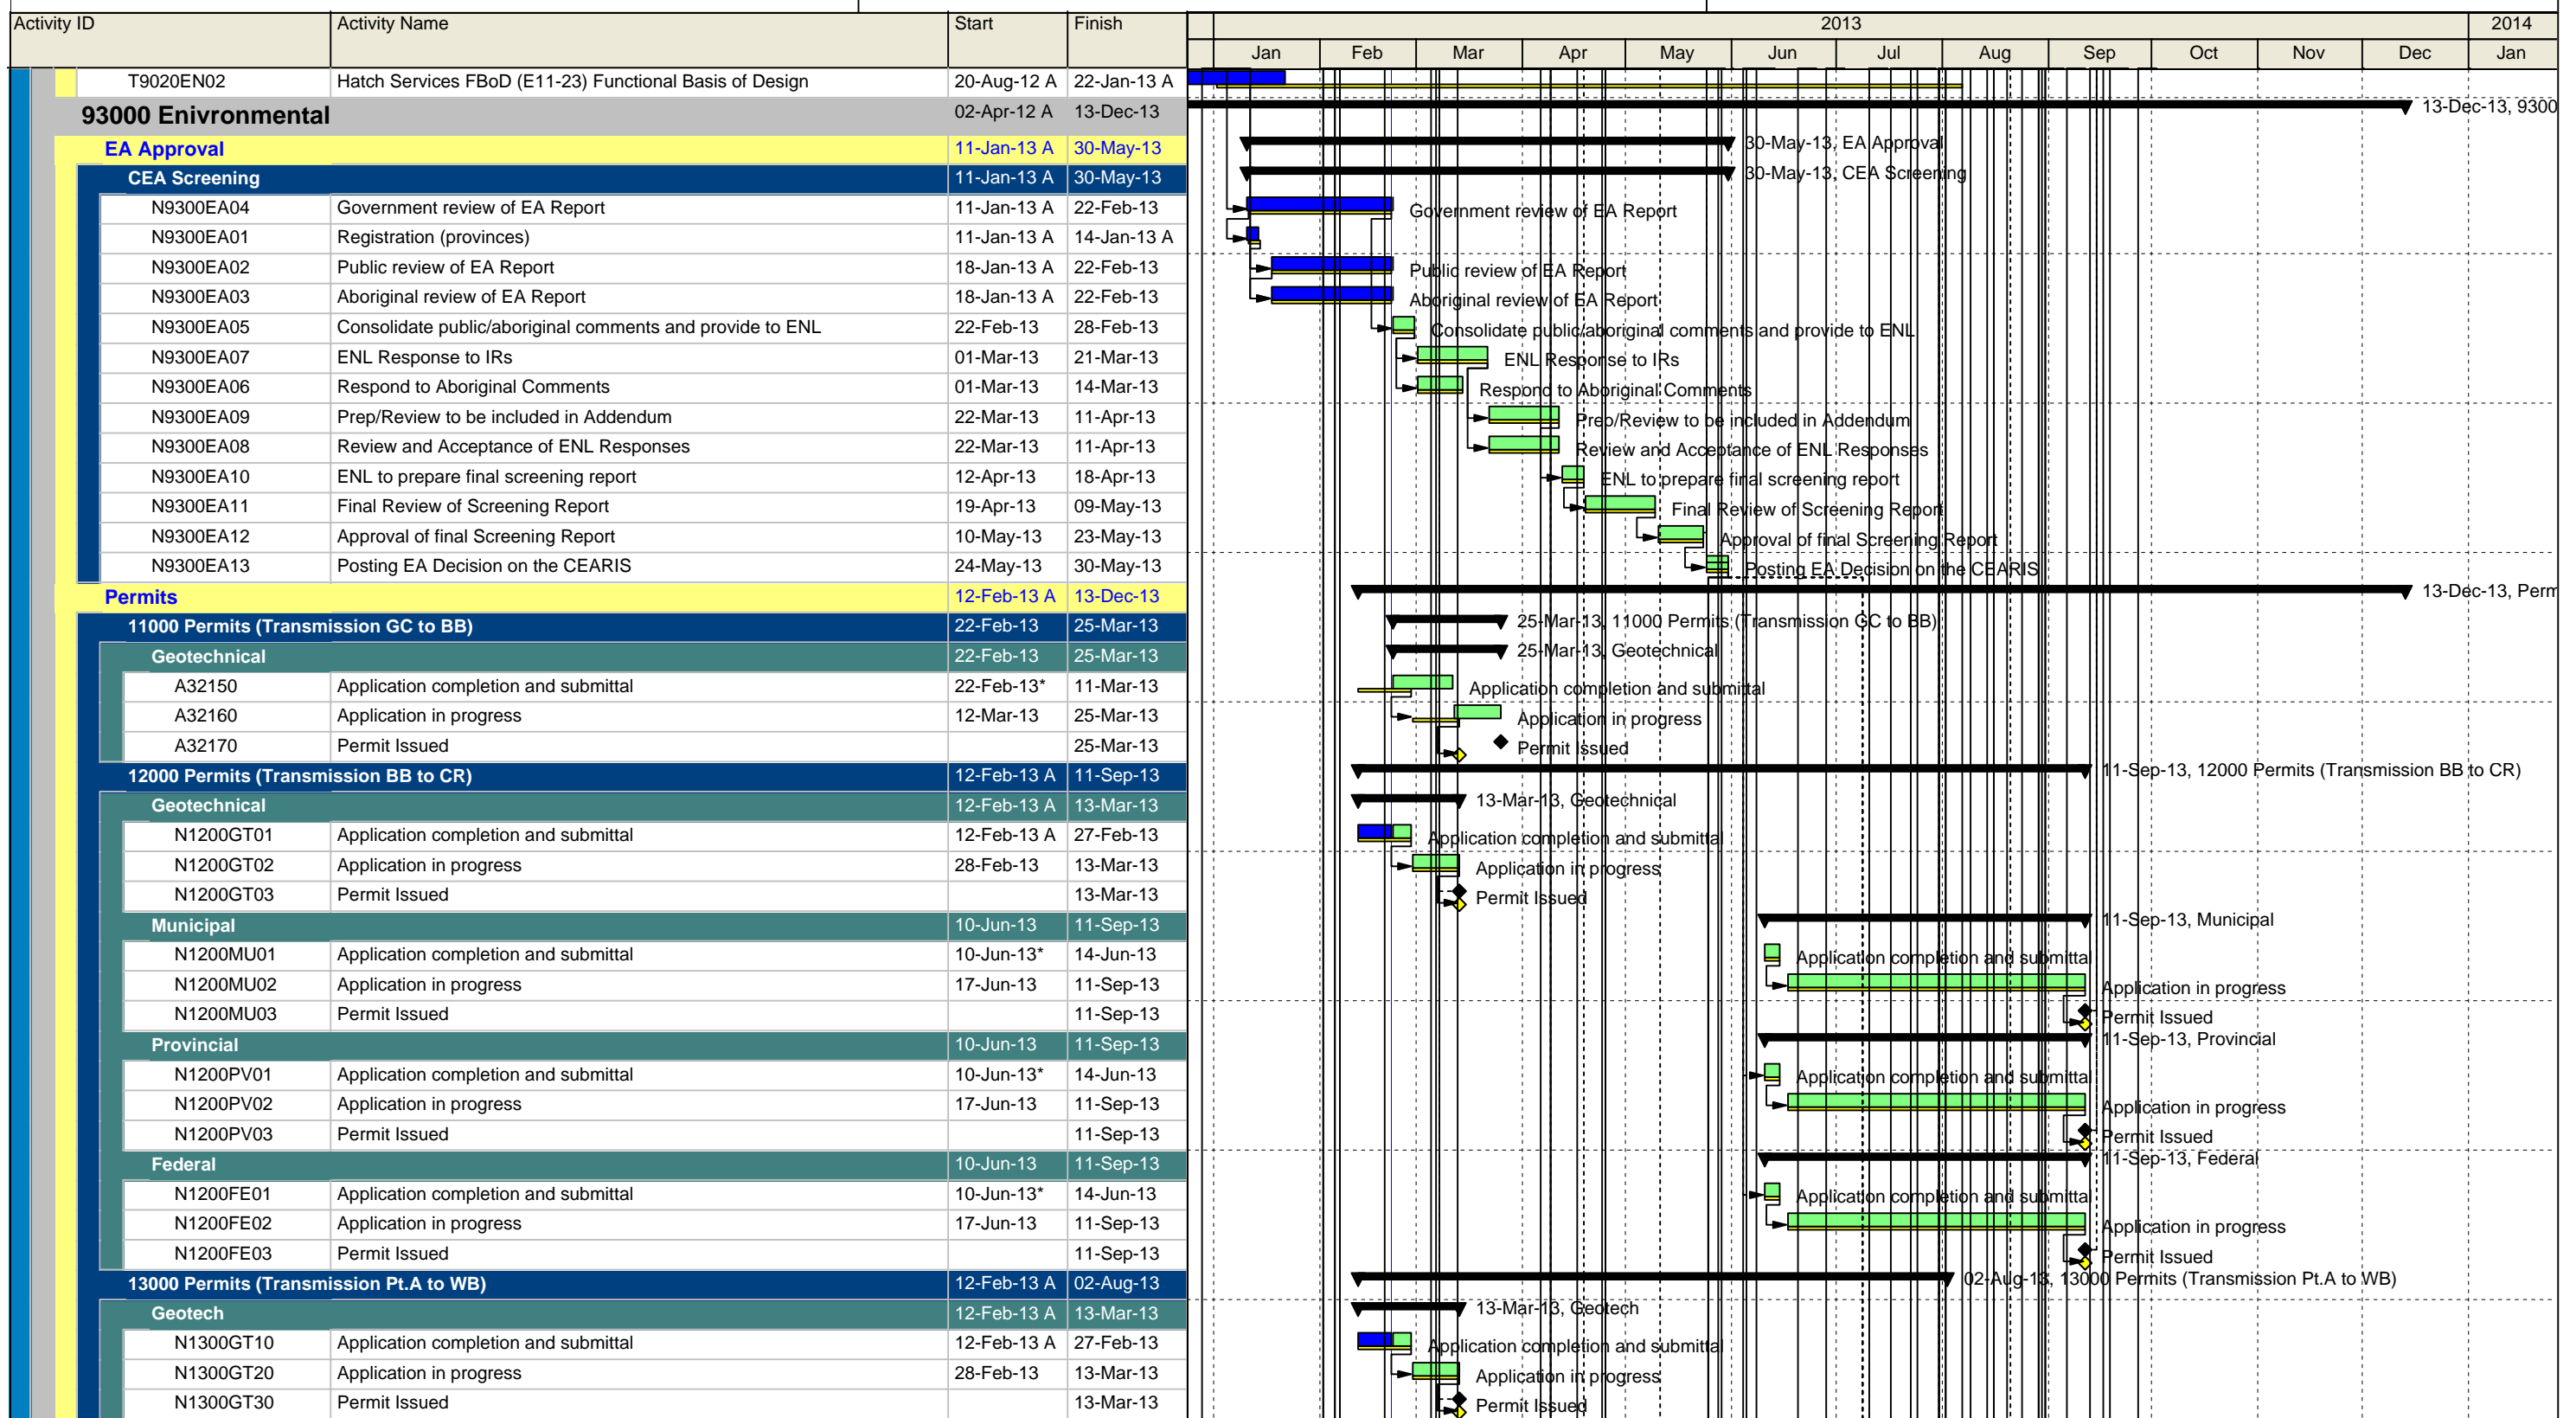 Activity ID Activity Name Start Finish 2013 2014
Jan Feb Mar Apr May Jun Jul Aug Sep Oct Nov Dec Jan
T9020EN02 Hatch Services FBoD (E11-23) Functional Basis of Design 20-Aug-12 A 22-Jan-13 A
93000 Enivronmental 02-Apr-12 A 13-Dec-13 13-Dec-13, 9300
EA Approval 11-Jan-13 A 30-May-13 30-May-13, EA Approval
CEA Screening 11-Jan-13 A 30-May-13 30-May-13, CEA Screening
N9300EA04 Government review of EA Report 11-Jan-13 A 22-Feb-13 Government review of EA Report
N9300EA01 Registration (provinces) 11-Jan-13 A 14-Jan-13 A
N9300EA02 Public review of EA Report 18-Jan-13 A 22-Feb-13 Public review of EA Report
N9300EA03 Aboriginal review of EA Report 18-Jan-13 A 22-Feb-13 Aboriginal review of EA Report
N9300EA05 Consolidate public/aboriginal comments and provide to ENL 22-Feb-13 28-Feb-13 Consolidate public/aboriginal comments and provide to ENL
N9300EA07 ENL Response to IRs 01-Mar-13 21-Mar-13 ENL Response to IRs
N9300EA06 Respond to Aboriginal Comments 01-Mar-13 14-Mar-13 Respond to Aboriginal Comments
N9300EA09 Prep/Review to be included in Addendum 22-Mar-13 11-Apr-13 Prep/Review to be included in Addendum
N9300EA08 Review and Acceptance of ENL Responses 22-Mar-13 11-Apr-13 Review and Acceptance of ENL Responses
N9300EA10 ENL to prepare final screening report 12-Apr-13 18-Apr-13 ENL to prepare final screening report
N9300EA11 Final Review of Screening Report 19-Apr-13 09-May-13 Final Review of Screening Report
N9300EA12 Approval of final Screening Report 10-May-13 23-May-13 Approval of final Screening Report
N9300EA13 Posting EA Decision on the CEARIS 24-May-13 30-May-13 Posting EA Decision on the CEARIS
Permits 12-Feb-13 A 13-Dec-13 13-Dec-13, Perm
11000 Permits (Transmission GC to BB) 22-Feb-13 25-Mar-13 25-Mar-13, 11000 Permits (Transmission GC to BB)
Geotechnical 22-Feb-13 25-Mar-13 25-Mar-13, Geotechnical
A32150 Application completion and submittal 22-Feb-13* 11-Mar-13 Application completion and submittal
A32160 Application in progress 12-Mar-13 25-Mar-13 Application in progress
A32170 Permit Issued 25-Mar-13 Permit Issued
12000 Permits (Transmission BB to CR) 12-Feb-13 A 11-Sep-13 11-Sep-13, 12000 Permits (Transmission BB to CR)
Geotechnical 12-Feb-13 A 13-Mar-13 13-Mar-13, Geotechnical
N1200GT01 Application completion and submittal 12-Feb-13 A 27-Feb-13 Application completion and submittal
N1200GT02 Application in progress 28-Feb-13 13-Mar-13 Application in progress
N1200GT03 Permit Issued 13-Mar-13 Permit Issued
Municipal 10-Jun-13 11-Sep-13 11-Sep-13, Municipal
N1200MU01 Application completion and submittal 10-Jun-13* 14-Jun-13 Application completion and submittal
N1200MU02 Application in progress 17-Jun-13 11-Sep-13 Application in progress
N1200MU03 Permit Issued 11-Sep-13 Permit Issued
Provincial 10-Jun-13 11-Sep-13 11-Sep-13, Provincial
N1200PV01 Application completion and submittal 10-Jun-13* 14-Jun-13 Application completion and submittal
N1200PV02 Application in progress 17-Jun-13 11-Sep-13 Application in progress
N1200PV03 Permit Issued 11-Sep-13 Permit Issued
Federal 10-Jun-13 11-Sep-13 11-Sep-13, Federal
N1200FE01 Application completion and submittal 10-Jun-13* 14-Jun-13 Application completion and submittal
N1200FE02 Application in progress 17-Jun-13 11-Sep-13 Application in progress
N1200FE03 Permit Issued 11-Sep-13 Permit Issued
13000 Permits (Transmission Pt.A to WB) 12-Feb-13 A 02-Aug-13 02-Aug-13, 13000 Permits (Transmission Pt.A to WB)
Geotech 12-Feb-13 A 13-Mar-13 13-Mar-13, Geotech
N1300GT10 Application completion and submittal 12-Feb-13 A 27-Feb-13 Application completion and submittal
N1300GT20 Application in progress 28-Feb-13 13-Mar-13 Application in progress
N1300GT30 Permit Issued 13-Mar-13 Permit Issued